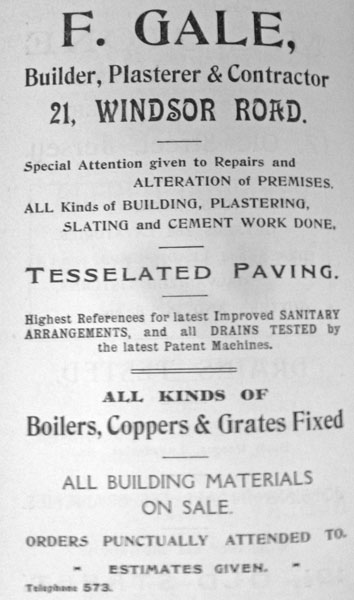 F. GALE,
Builder, Plasterer & Contractor
21, WINDSOR ROAD.
Special Attention given to Repairs and
ALTERATION of PREMISES.
ALL Kinds of BUILDING, PLASTERING,
SLATING and CEMENT WORK DONE.
TESSELATED PAVING.
Highest References for latest Improved SANITARY
ARRANGEMENTS, and all DRAINS TESTED by
the latest Patent Machines.
ALL KINDS OF
Boilers, Coppers & Grates Fixed
ALL BUILDING MATERIALS
ON SALE.
ORDERS PUNCTUALLY ATTENDED TO.
" ESTIMATES GIVEN. "
Telephone 573.